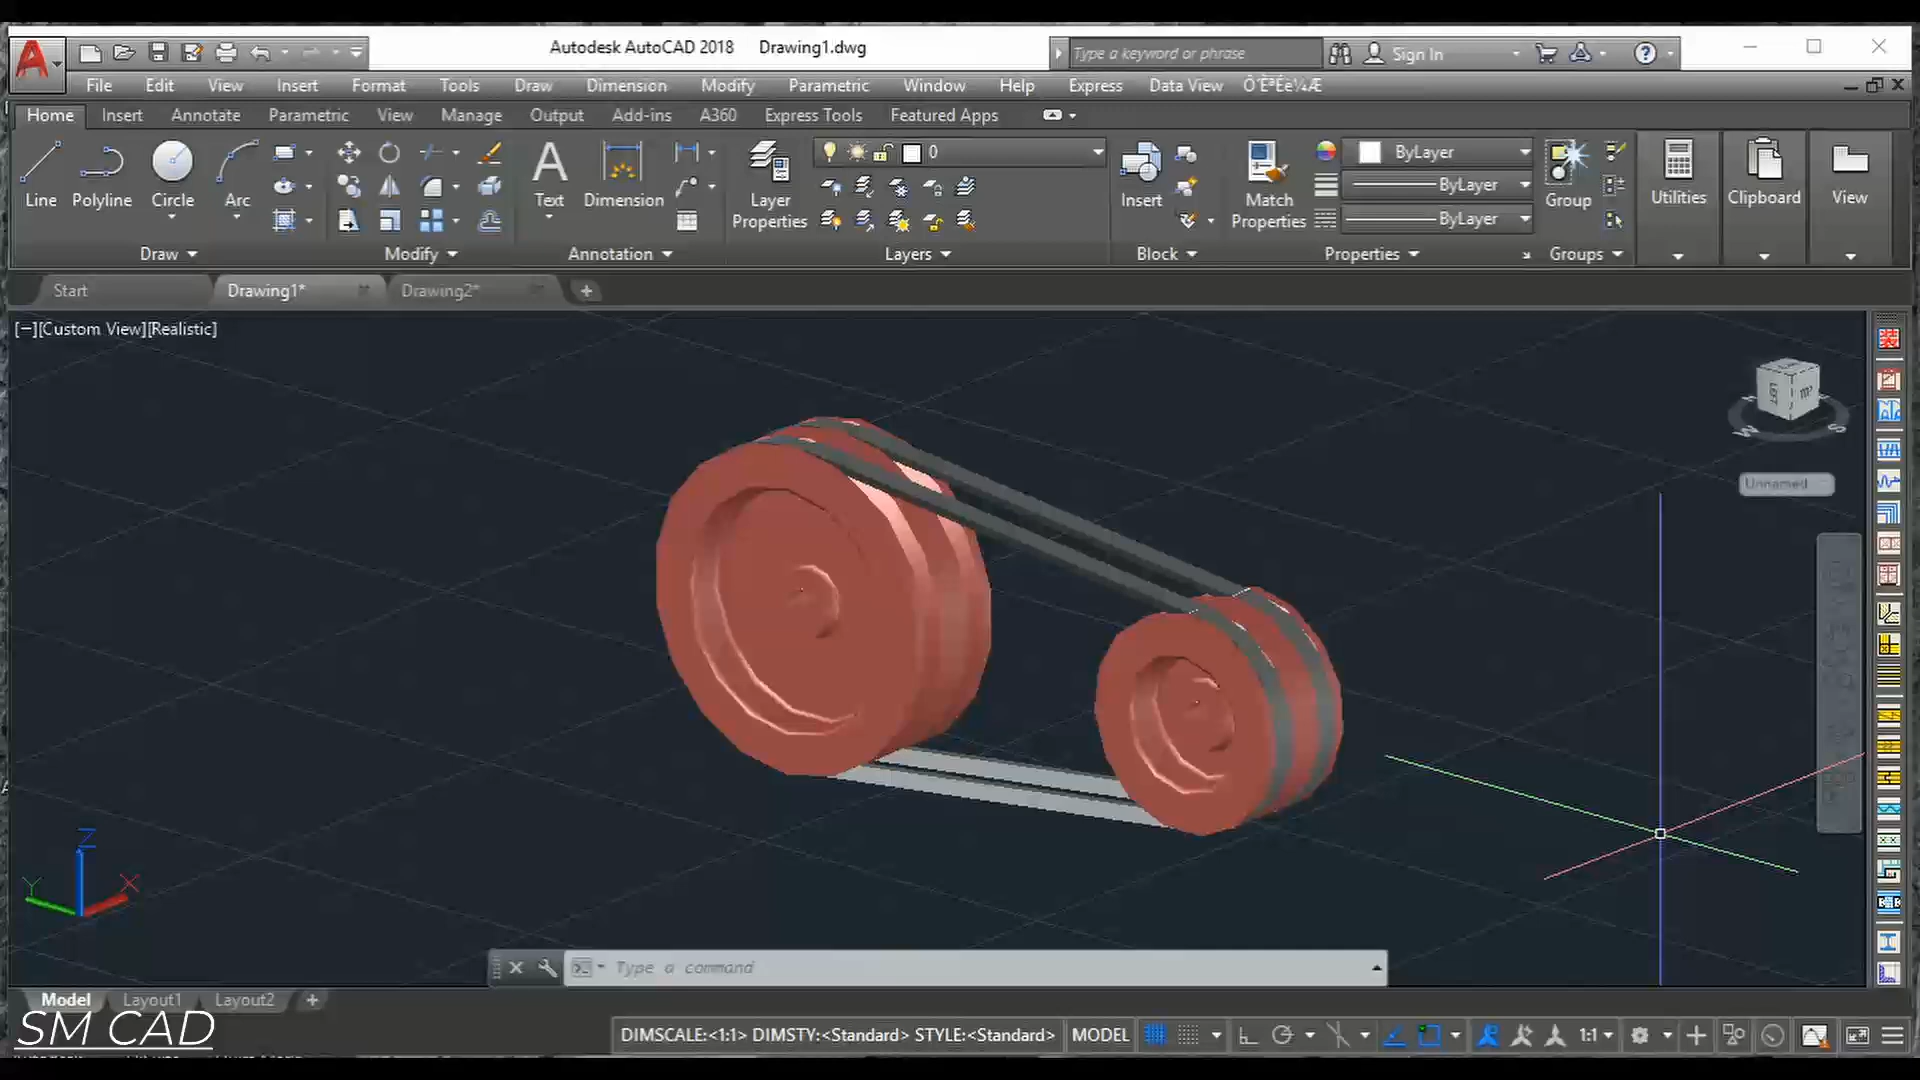 Autodesk AutoCAD 2018 Drawing1.dwg
Type a keyword or phrase
Sign In
File Edit View Insert Format Tools Draw Dimension Modify Parametric Window Help Express Data View
Home Insert Annotate Parametric View Manage Output Add-ins A360 Express Tools Featured Apps
0
ByLayer
Line Polyline Circle Arc
Text Dimension
Layer Properties
Insert
Match Properties
ByLayer
ByLayer
Group
Utilities Clipboard View
Draw Modify Annotation Layers Block Properties Groups
Start Drawing1* Drawing2*
[−][Custom View][Realistic]
TOP
W S
Unnamed
Z
Y X
Type a command
Model Layout1 Layout2
SM CAD
DIMSCALE:<1:1> DIMSTY:<Standard> STYLE:<Standard> MODEL
1:1